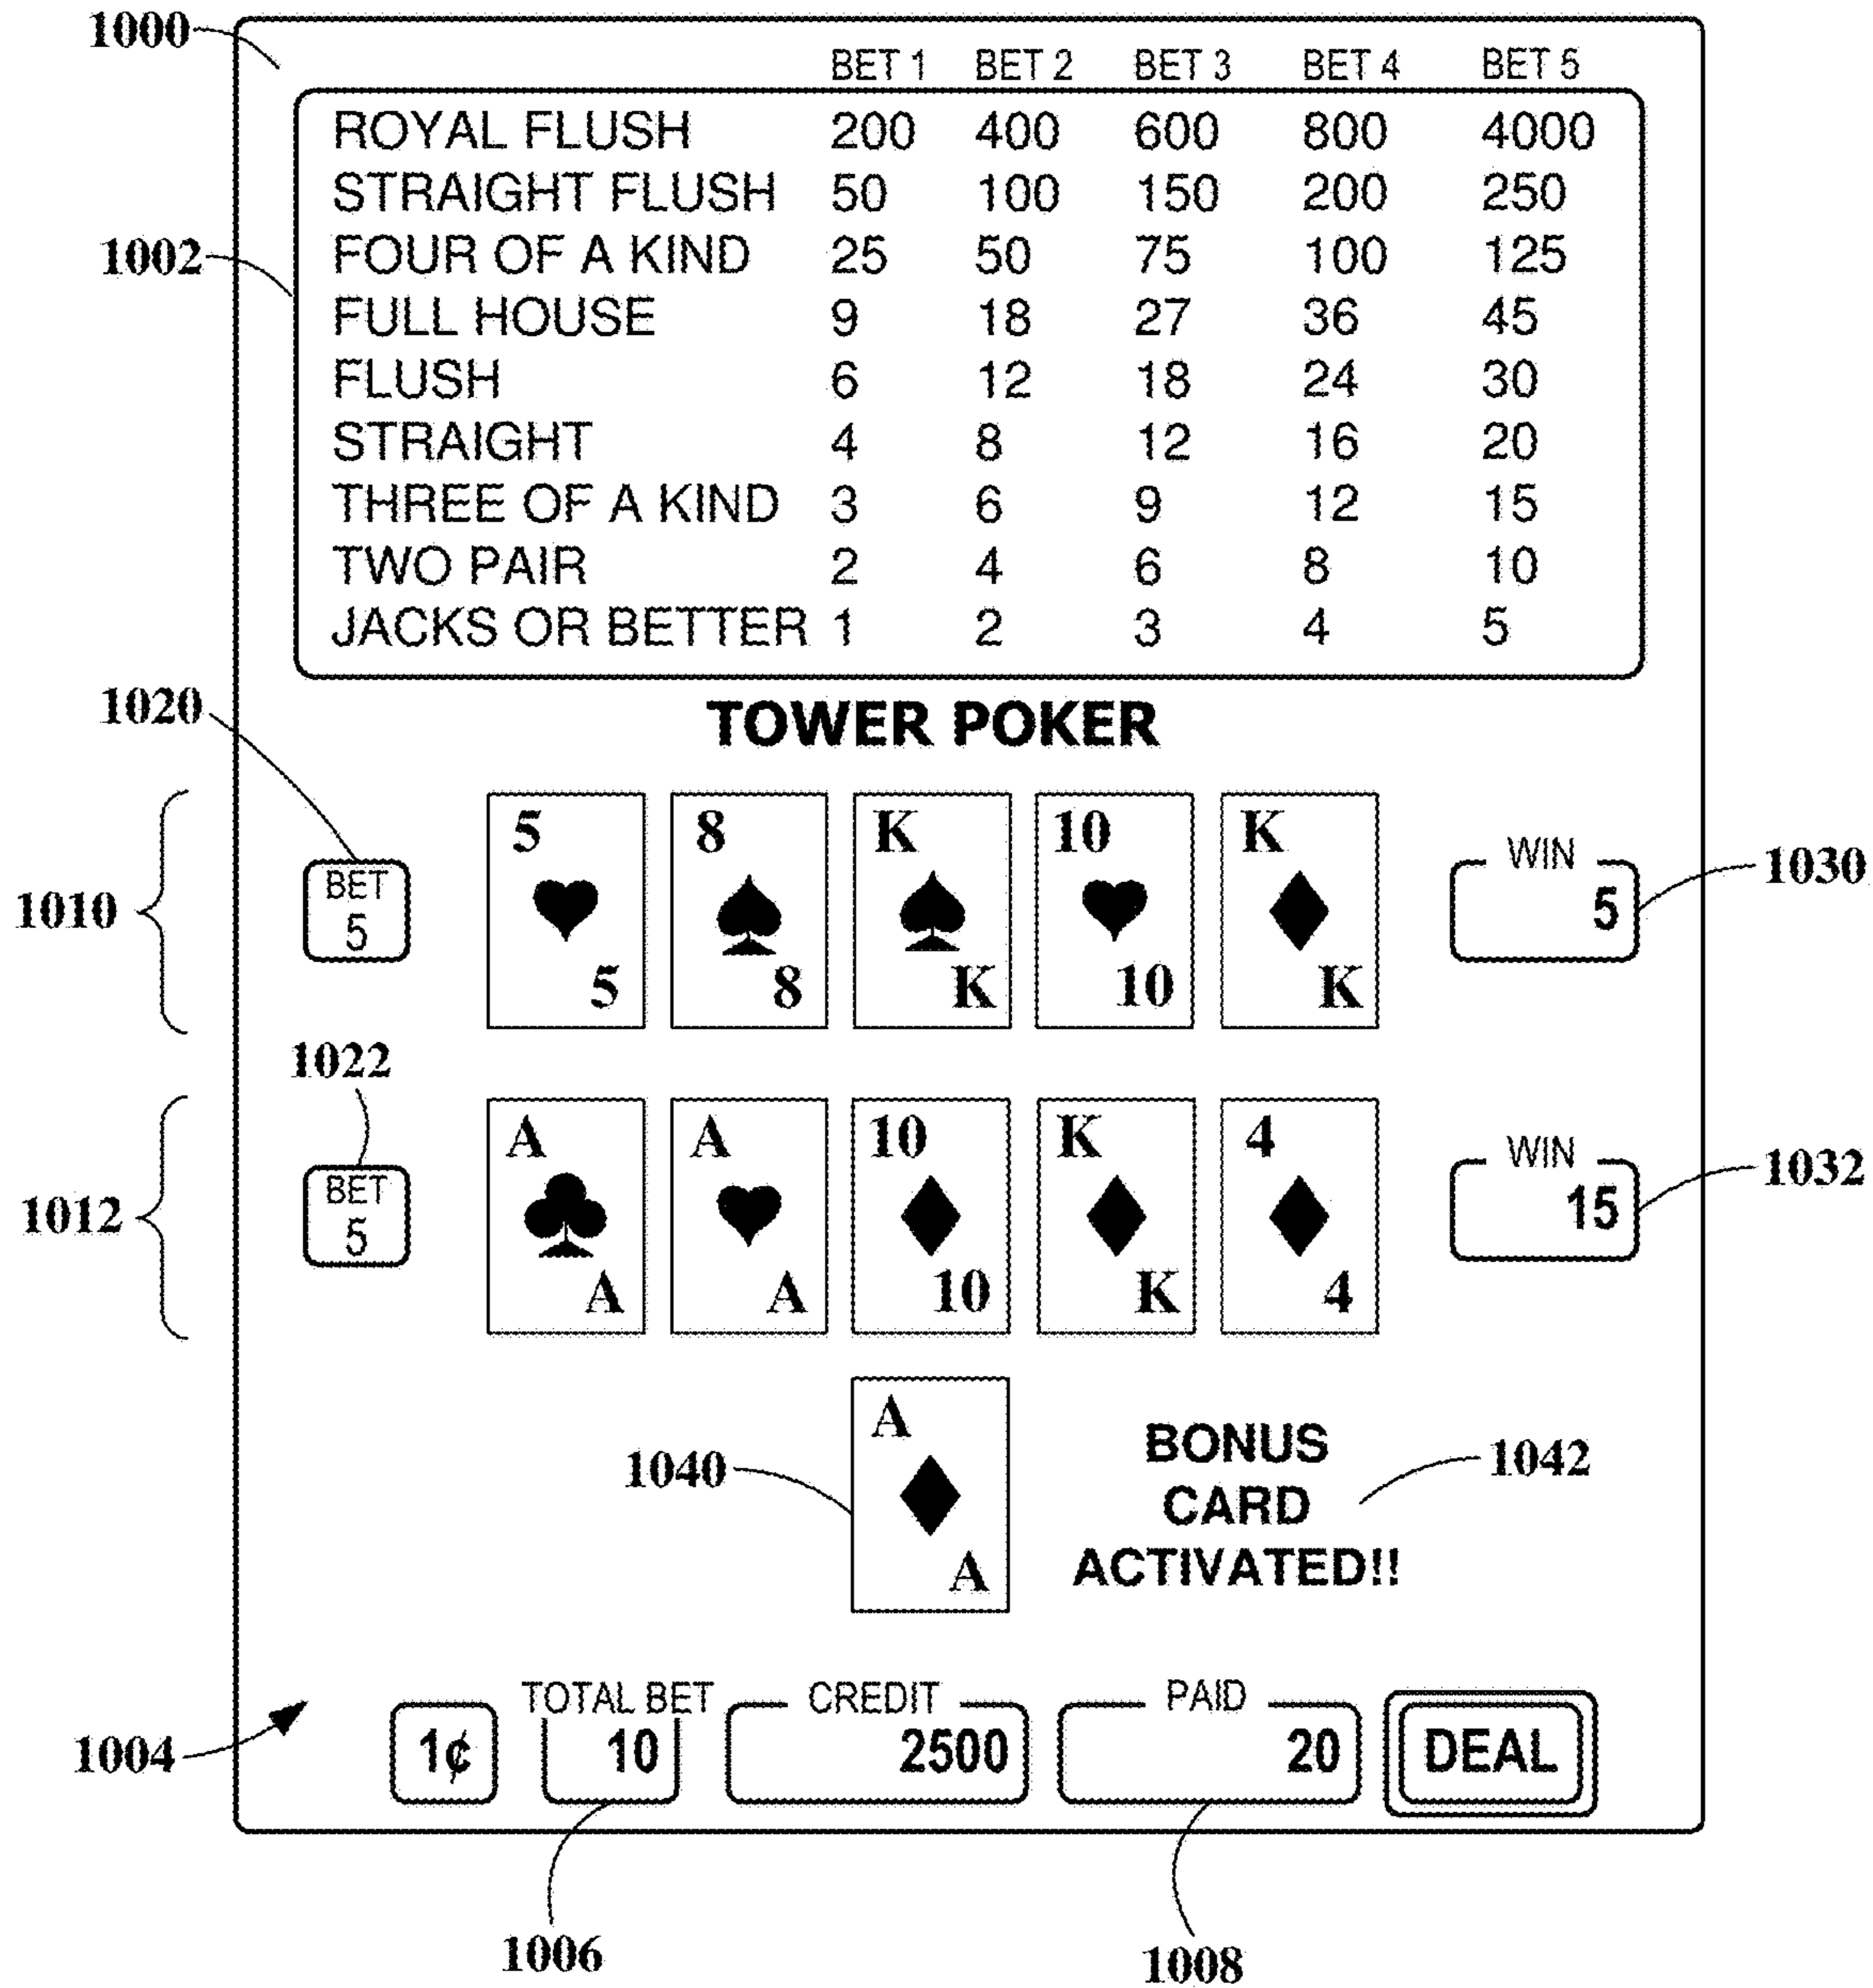 1000
BET 1 BET 2 BET 3 BET 4 BET 5
ROYAL FLUSH 200 400 600 800 4000
STRAIGHT FLUSH 50 100 150 200 250
1002
FOUR OF A KIND 25 50 75 100 125
FULL HOUSE 9 18 27 36 45
FLUSH 6 12 18 24 30
STRAIGHT 4 8 12 16 20
THREE OF A KIND 3 6 9 12 15
TWO PAIR 2 4 6 8 10
JACKS OR BETTER 1 2 3 4 5
1020
TOWER POKER
5 8 K 10 K
WIN
1030
BET
5
1010
5
5 8 K 10 K
1022
A A 10 K 4
WIN
1032
BET
15
1012
5
A A 10 K 4
A
BONUS
1040
1042
CARD
A
ACTIVATED!!
TOTAL BET CREDIT PAID
1004
1¢ 10 2500 20 DEAL
1006
1008